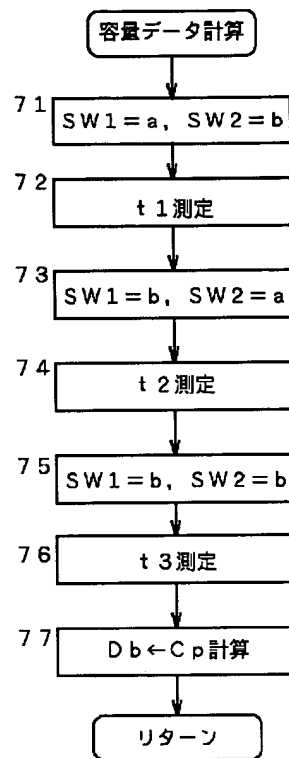 容量データ計算
71
SW1=a, SW2=b
72
t1測定
73
SW1=b, SW2=a
74
t2測定
75
SW1=b, SW2=b
76
t3測定
77
Db←Cp計算
リターン